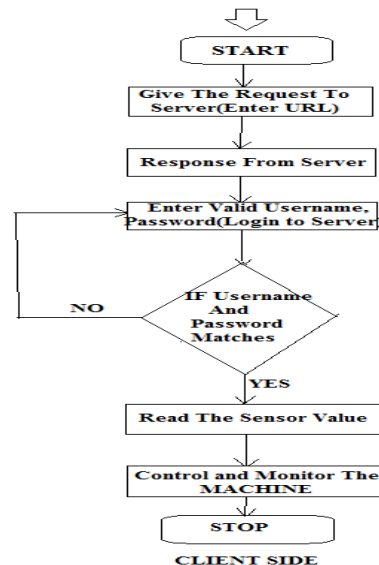 START
Give The Request To
Server(Enter URL)
Response From Server
Enter Valid Username,
Password(Login to Server)
IF Username
And
Password
Matches
NO
YES
Read The Sensor Value
Control and Monitor The
MACHINE
STOP
CLIENT SIDE